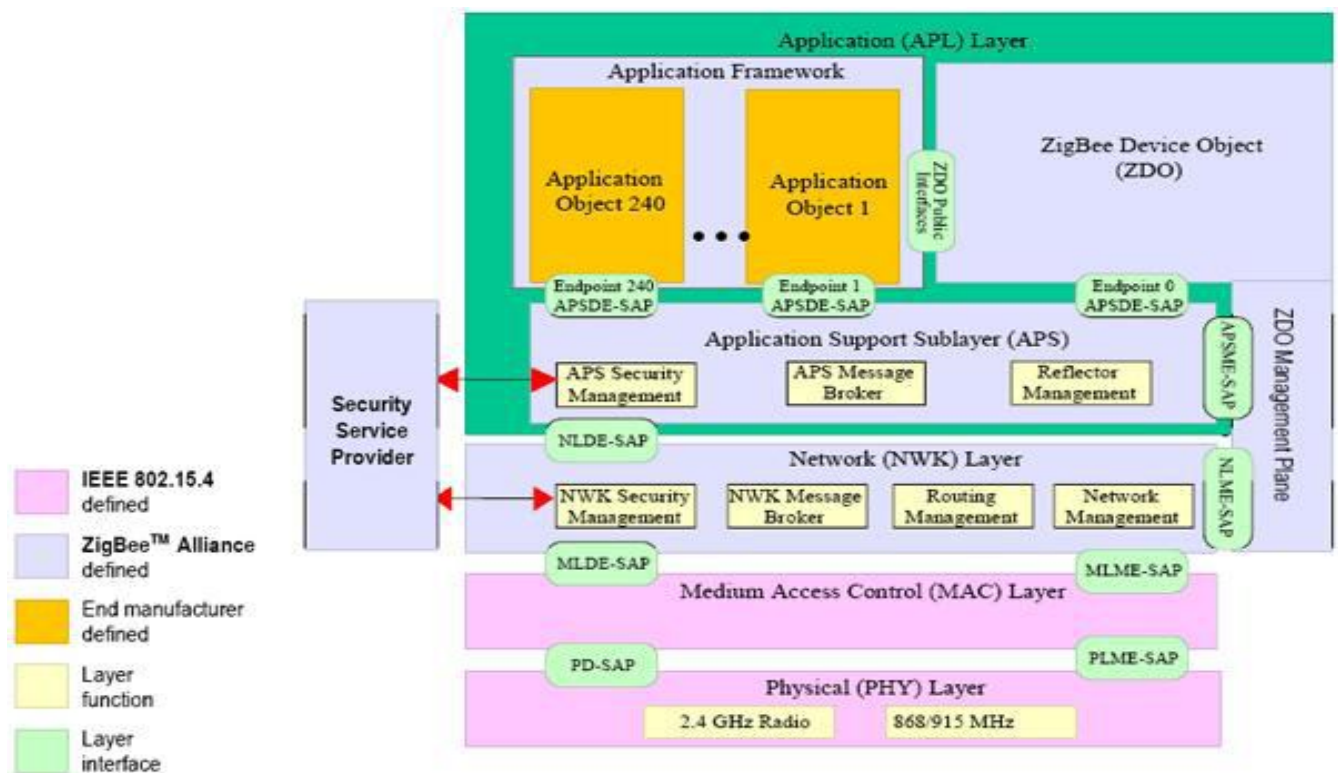 Application (APL) Layer
Application Framework
Application
Object 240
Application
Object 1
ZDO Public
Interfaces
ZigBee Device Object
(ZDO)
Endpoint 240
APSDE-SAP
Endpoint 1
APSDE-SAP
Endpoint 0
APSDE-SAP
Application Support Sublayer (APS)
APS Security
Management
APS Message
Broker
Reflector
Management
APSME-SAP
ZDO Management Plane
Security
Service
Provider
NLDE-SAP
Network (NWK) Layer
NWK Security
Management
NWK Message
Broker
Routing
Management
Network
Management
NLME-SAP
MLDE-SAP
MLME-SAP
Medium Access Control (MAC) Layer
PD-SAP
PLME-SAP
Physical (PHY) Layer
2.4 GHz Radio
868/915 MHz
IEEE 802.15.4
defined
ZigBee™ Alliance
defined
End manufacturer
defined
Layer
function
Layer
interface